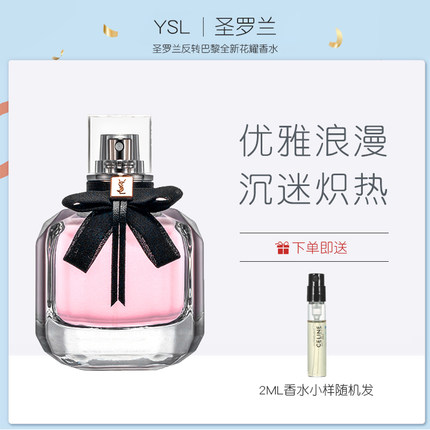 YSL | 圣罗兰
圣罗兰反转巴黎全新花耀香水
优雅浪漫
沉迷炽热
下单即送
YSL
CELINE
2ML香水小样随机发